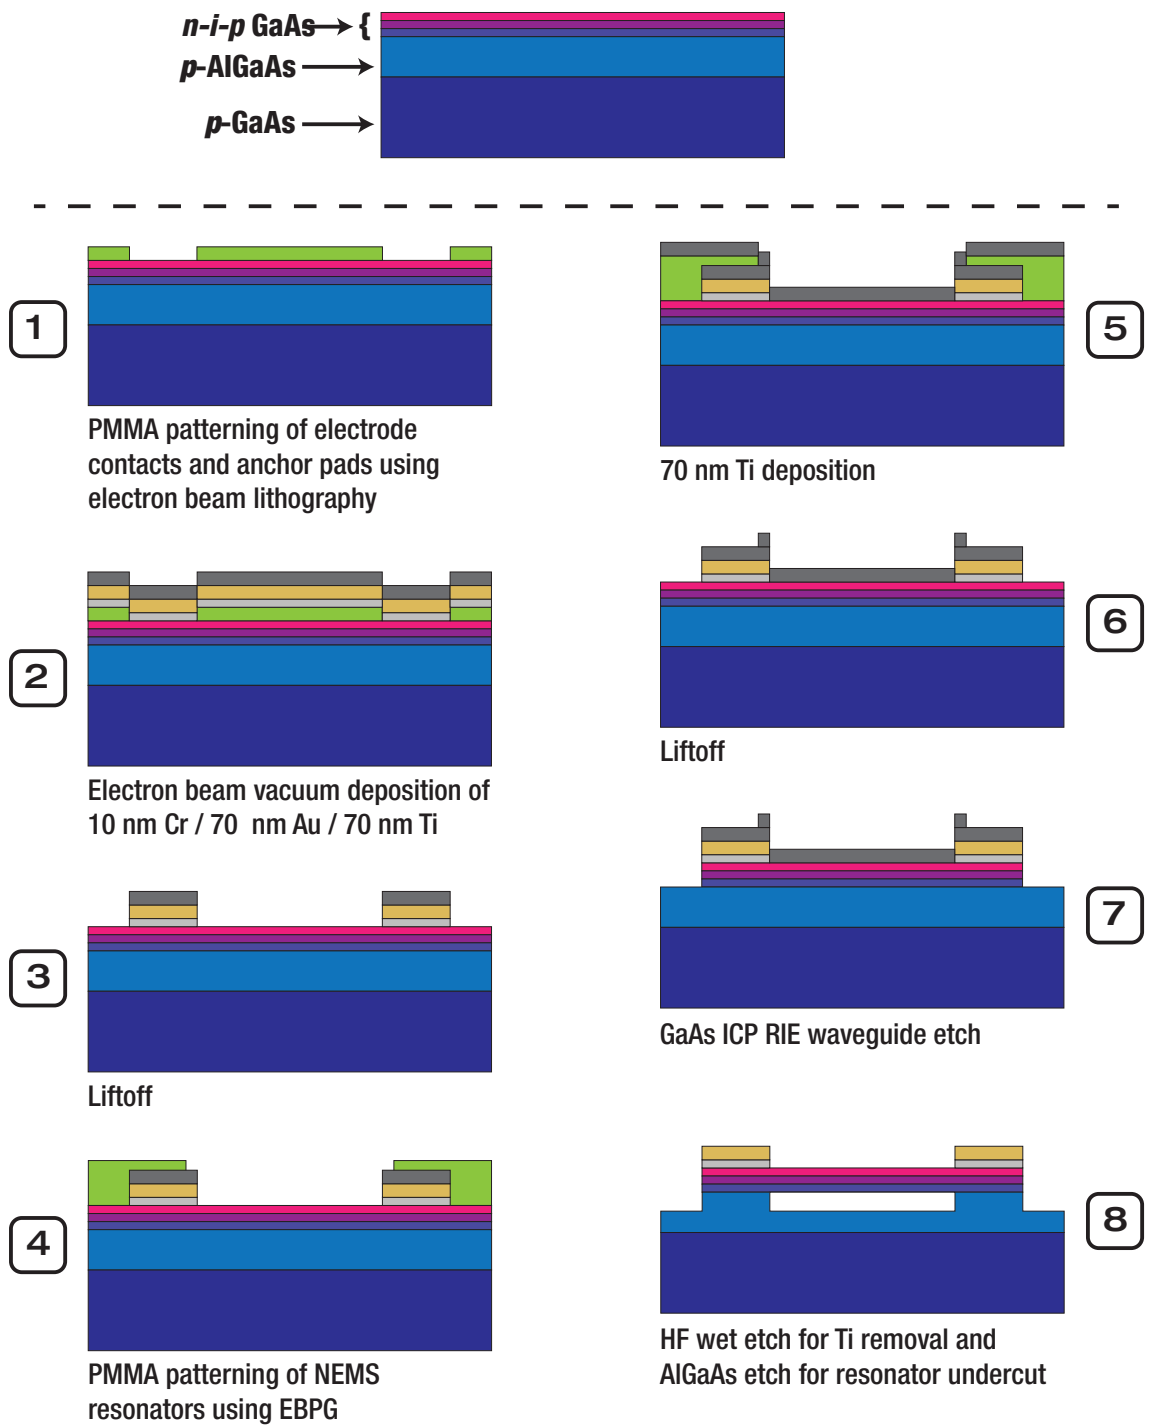 n-i-p GaAs {
p-AlGaAs
p-GaAs
1
PMMA patterning of electrode
contacts and anchor pads using
electron beam lithography
2
Electron beam vacuum deposition of
10 nm Cr / 70 nm Au / 70 nm Ti
3
Liftoff
4
PMMA patterning of NEMS
resonators using EBPG
5
70 nm Ti deposition
6
Liftoff
7
GaAs ICP RIE waveguide etch
8
HF wet etch for Ti removal and
AlGaAs etch for resonator undercut